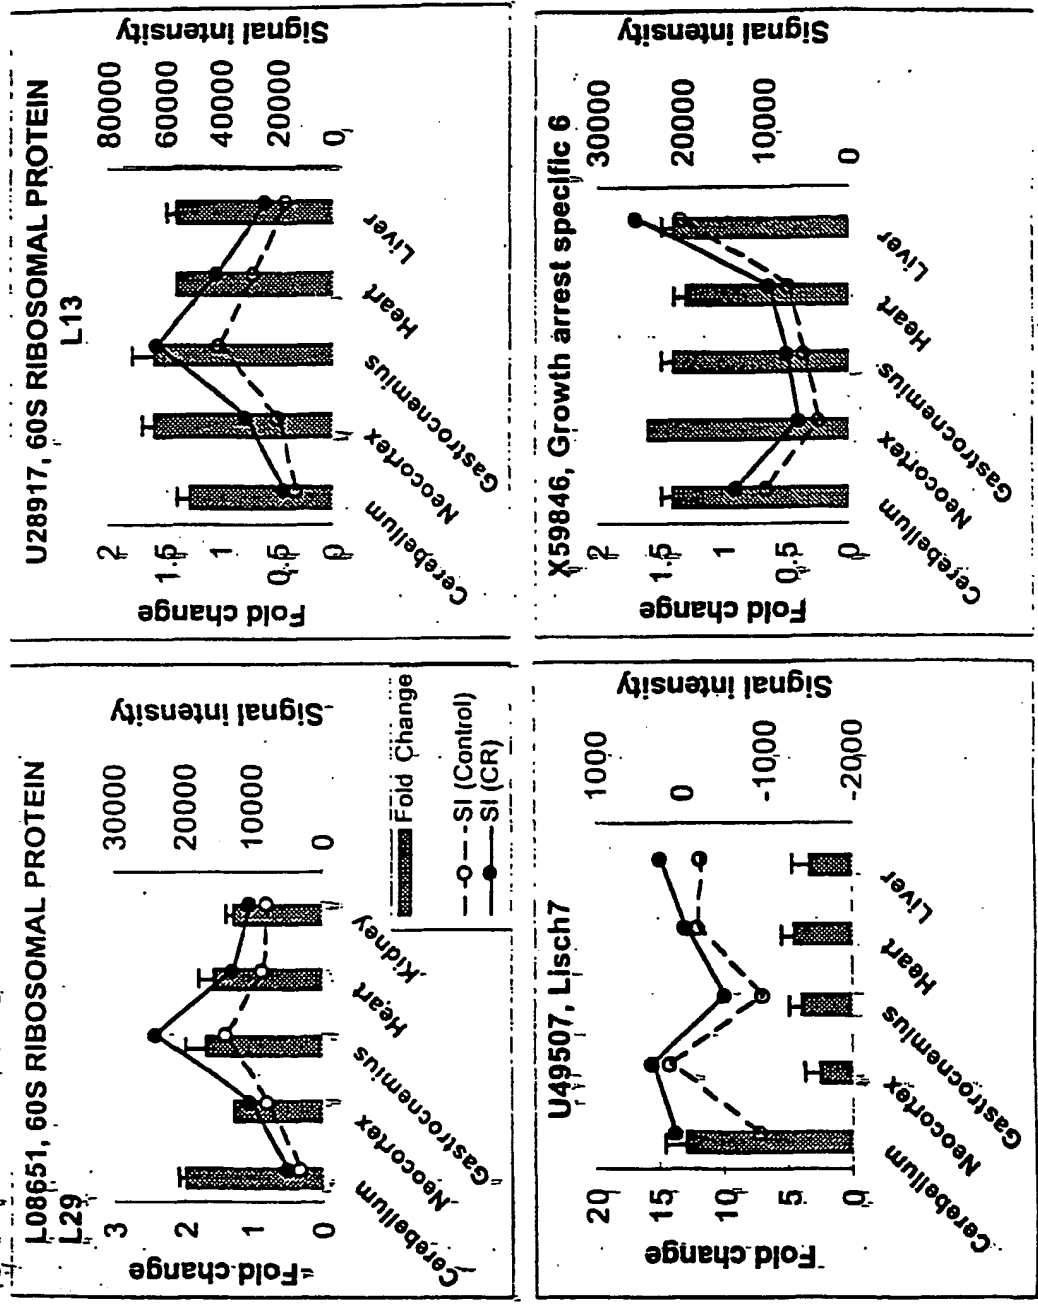 L08651, 60S RIBOSOMAL PROTEIN
L29
Fold change
3
2
1
0
Signal intensity
30000
20000
10000
0
Cerebellum
Neocortex
Gastrocnemius
Heart
Kidney
Fold Change
SI (Control)
SI (CR)
U28917, 60S RIBOSOMAL PROTEIN
L13
Fold change
2
1.5
1
0.5
0
Signal intensity
80000
60000
40000
20000
0
Cerebellum
Neocortex
Gastrocnemius
Heart
Liver
U49507, Lisch7
Fold change
20
15
10
5
0
Signal intensity
1000
0
-1000
-2000
Cerebellum
Neocortex
Gastrocnemius
Heart
Liver
X59846, Growth arrest specific 6
Fold change
2
1.5
1
0.5
0
Signal intensity
30000
20000
10000
0
Cerebellum
Neocortex
Gastrocnemius
Heart
Liver